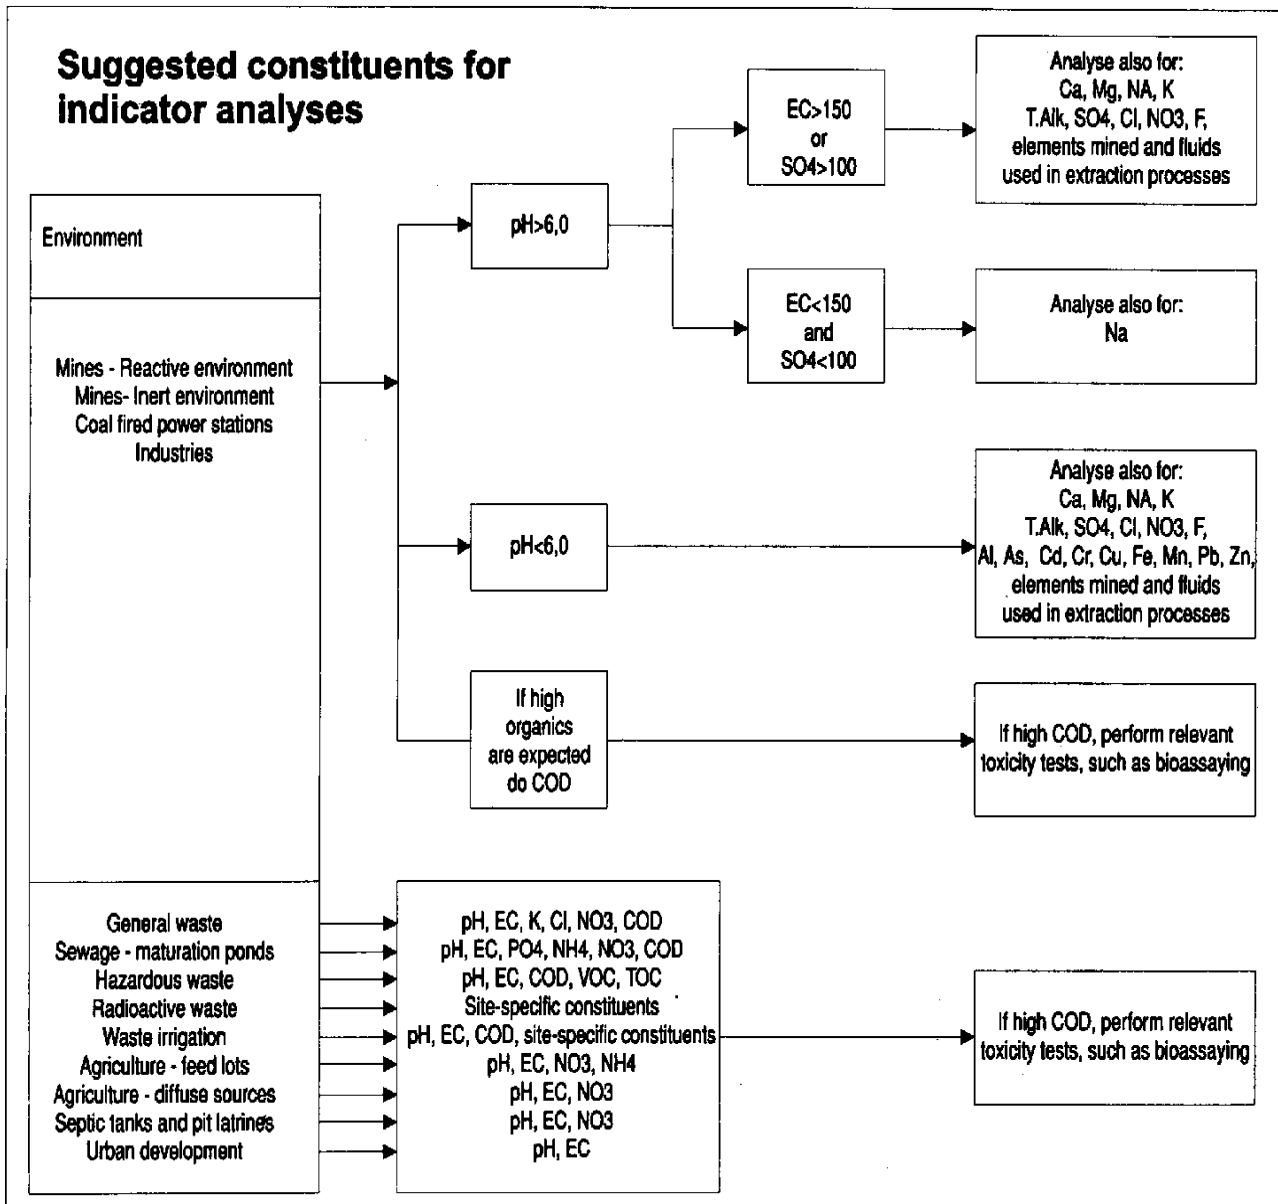 Suggested constituents for
indicator analyses
Environment
Mines - Reactive environment
Mines- Inert environment
Coal fired power stations
Industries
pH>6,0
EC>150
or
SO4>100
Analyse also for:
Ca, Mg, NA, K
T.Alk, SO4, Cl, NO3, F,
elements mined and fluids
used in extraction processes
EC<150
and
SO4<100
Analyse also for:
Na
pH<6,0
Analyse also for:
Ca, Mg, NA, K
T.Alk, SO4, Cl, NO3, F,
Al, As, Cd, Cr, Cu, Fe, Mn, Pb, Zn,
elements mined and fluids
used in extraction processes
If high
organics
are expected
do COD
If high COD, perform relevant
toxicity tests, such as bioassaying
General waste
Sewage - maturation ponds
Hazardous waste
Radioactive waste
Waste irrigation
Agriculture - feed lots
Agriculture - diffuse sources
Septic tanks and pit latrines
Urban development
pH, EC, K, Cl, NO3, COD
pH, EC, PO4, NH4, NO3, COD
pH, EC, COD, VOC, TOC
Site-specific constituents
pH, EC, COD, site-specific constituents
pH, EC, NO3, NH4
pH, EC, NO3
pH, EC, NO3
pH, EC
If high COD, perform relevant
toxicity tests, such as bioassaying